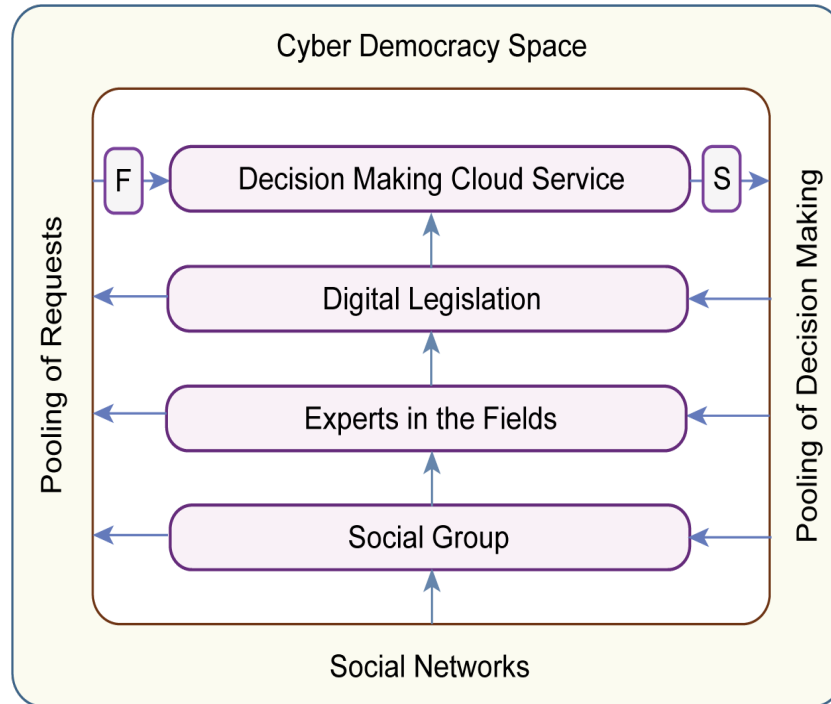 Cyber Democracy Space
F
Decision Making Cloud Service
S
Digital Legislation
Experts in the Fields
Social Group
Pooling of Requests
Pooling of Decision Making
Social Networks